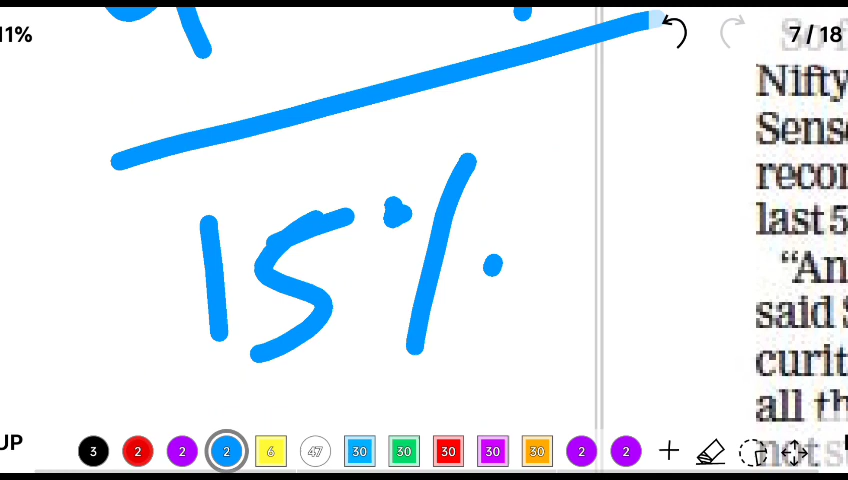 11%
7 / 18
15%
Nifty
Sense
recor
last 5
“An
said S
curit
all th
not s
UP
3 2 2 2 6 47 30 30 30 30 30 2 2